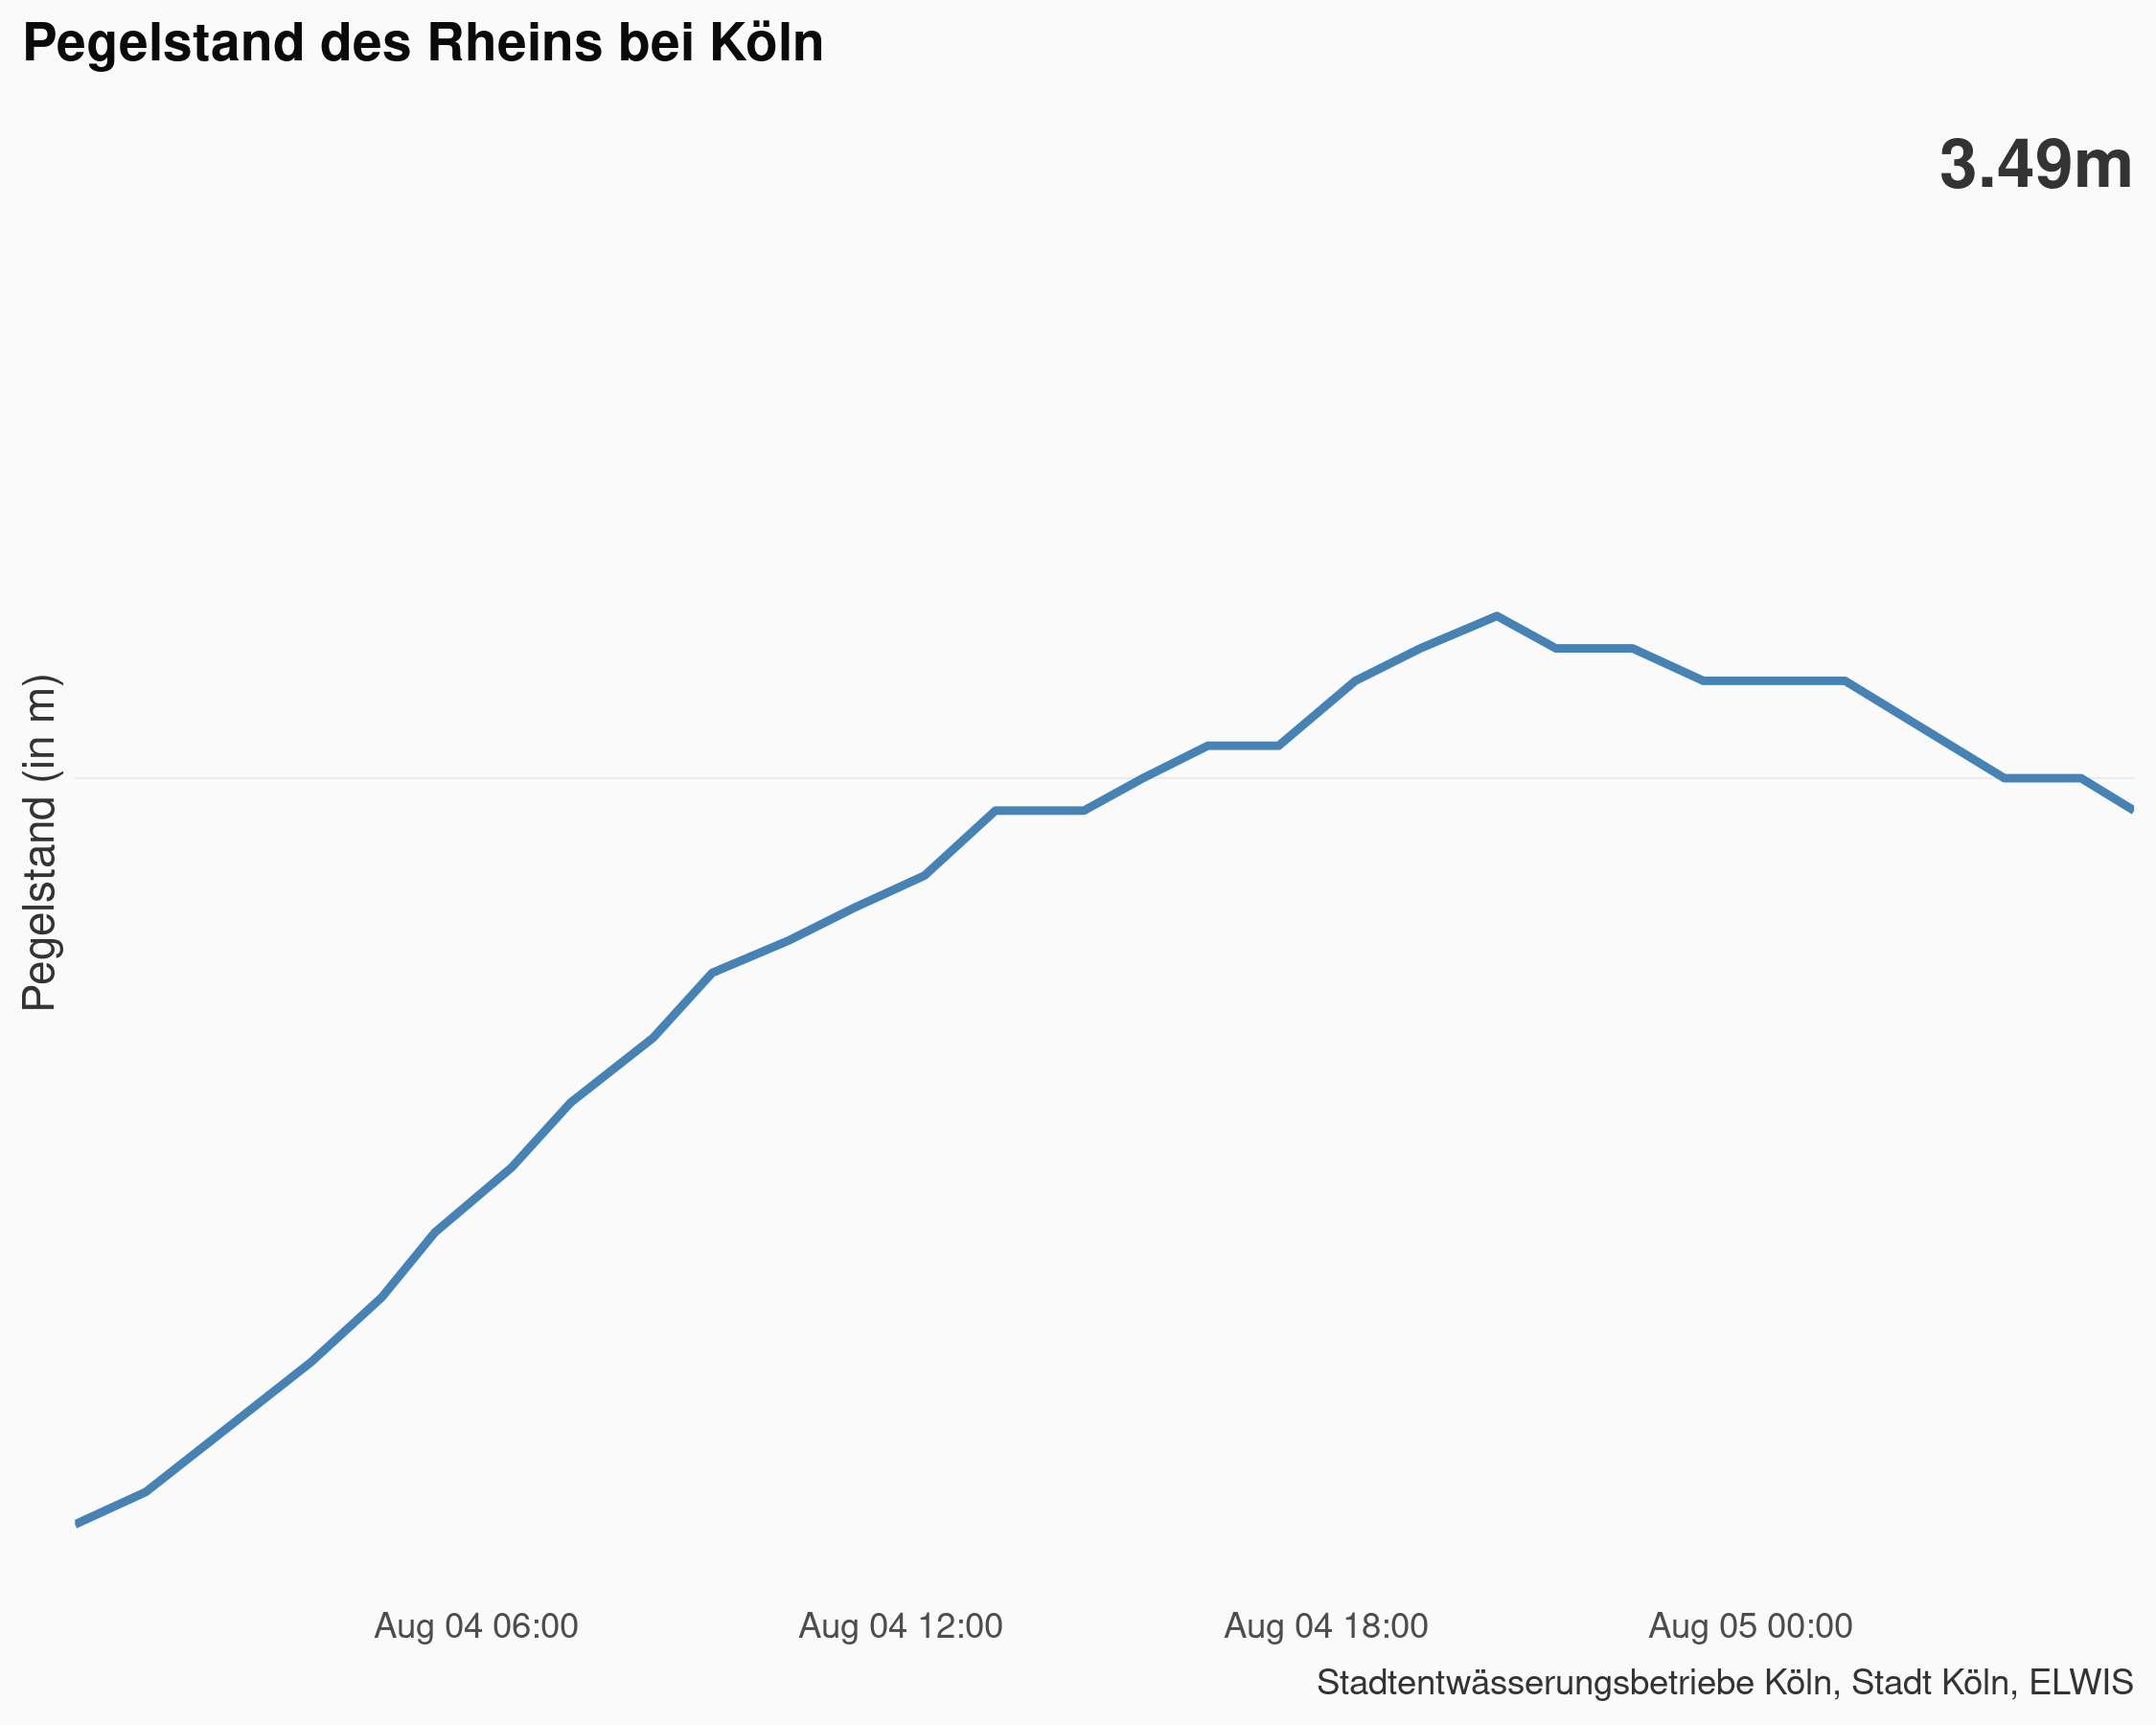 Pegelstand des Rheins bei Köln
3.49m
Pegelstand (in m)
Aug 04 06:00
Aug 04 12:00
Aug 04 18:00
Aug 05 00:00
Stadtentwässerungsbetriebe Köln, Stadt Köln, ELWIS